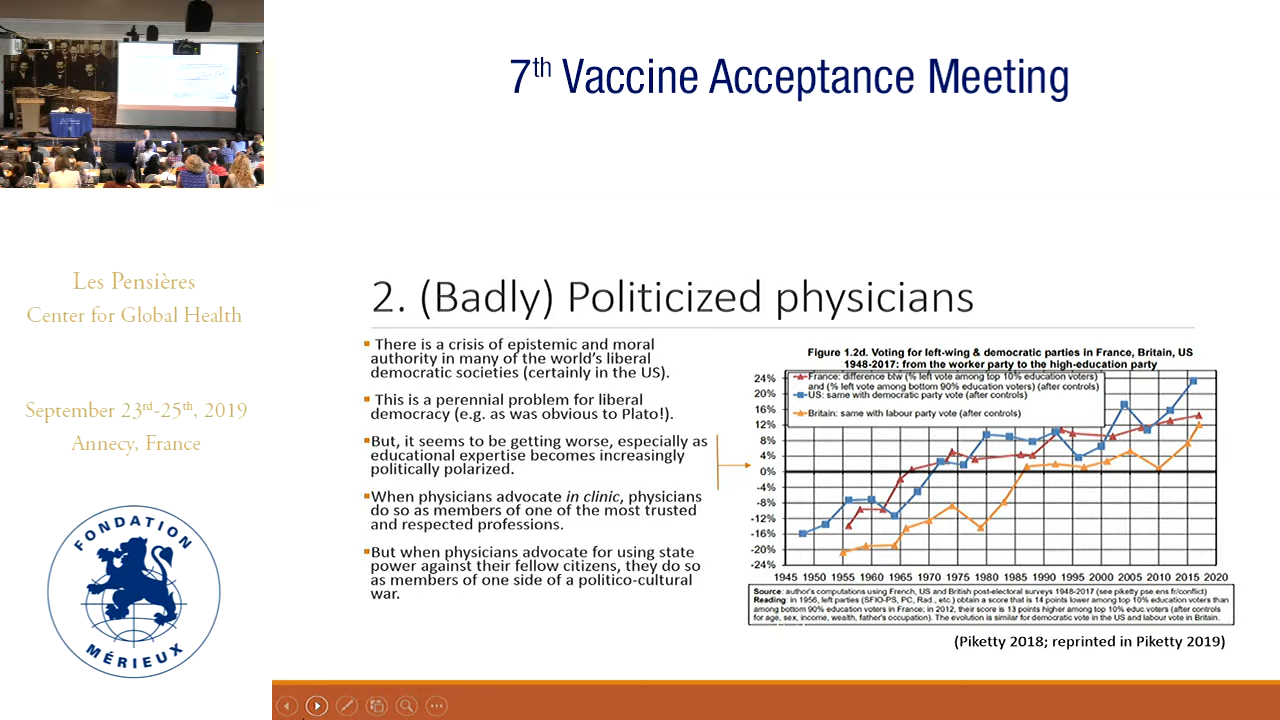 7th Vaccine Acceptance Meeting
Les Pensières
Center for Global Health
September 23rd-25th, 2019
Annecy, France
FONDATION
MÉRIEUX
2. (Badly) Politicized physicians
There is a crisis of epistemic and moral
authority in many of the world's liberal
democratic societies (certainly in the US).
This is a perennial problem for liberal
democracy (e.g. as was obvious to Plato!).
But, it seems to be getting worse, especially as
educational expertise becomes increasingly
politically polarized.
When physicians advocate in clinic, physicians
do so as members of one of the most trusted
and respected professions.
But when physicians advocate for using state
power against their fellow citizens, they do so
as members of one side of a politico-cultural
war.
Figure 1.2d. Voting for left-wing & democratic parties in France, Britain, US
1948-2017: from the worker party to the high-education party
France: difference btw (% left vote among top 10% education voters)
and (% left vote among bottom 90% education voters) (after controls)
US: same with democratic party vote (after controls)
Britain: same with labour party vote (after controls)
24%
20%
16%
12%
8%
4%
0%
-4%
-8%
-12%
-16%
-20%
-24%
1945 1950 1955 1960 1965 1970 1975 1980 1985 1990 1995 2000 2005 2010 2015 2020
Source: author's computations using French, US and British post-electoral surveys 1948-2017 (see piketty.pse.ens.fr/conflict)
Reading: in 1956, left parties (SFIO-PS, PC, Rad., etc.) obtain a score that is 14 points lower among top 10% education voters than
among bottom 90% education voters in France; in 2012, their score is 13 points higher among top 10% educ.voters (after controls
for age, sex, income, wealth, father's occupation). The evolution is similar for democratic vote in the US and labour vote in Britain.
(Piketty 2018; reprinted in Piketty 2019)